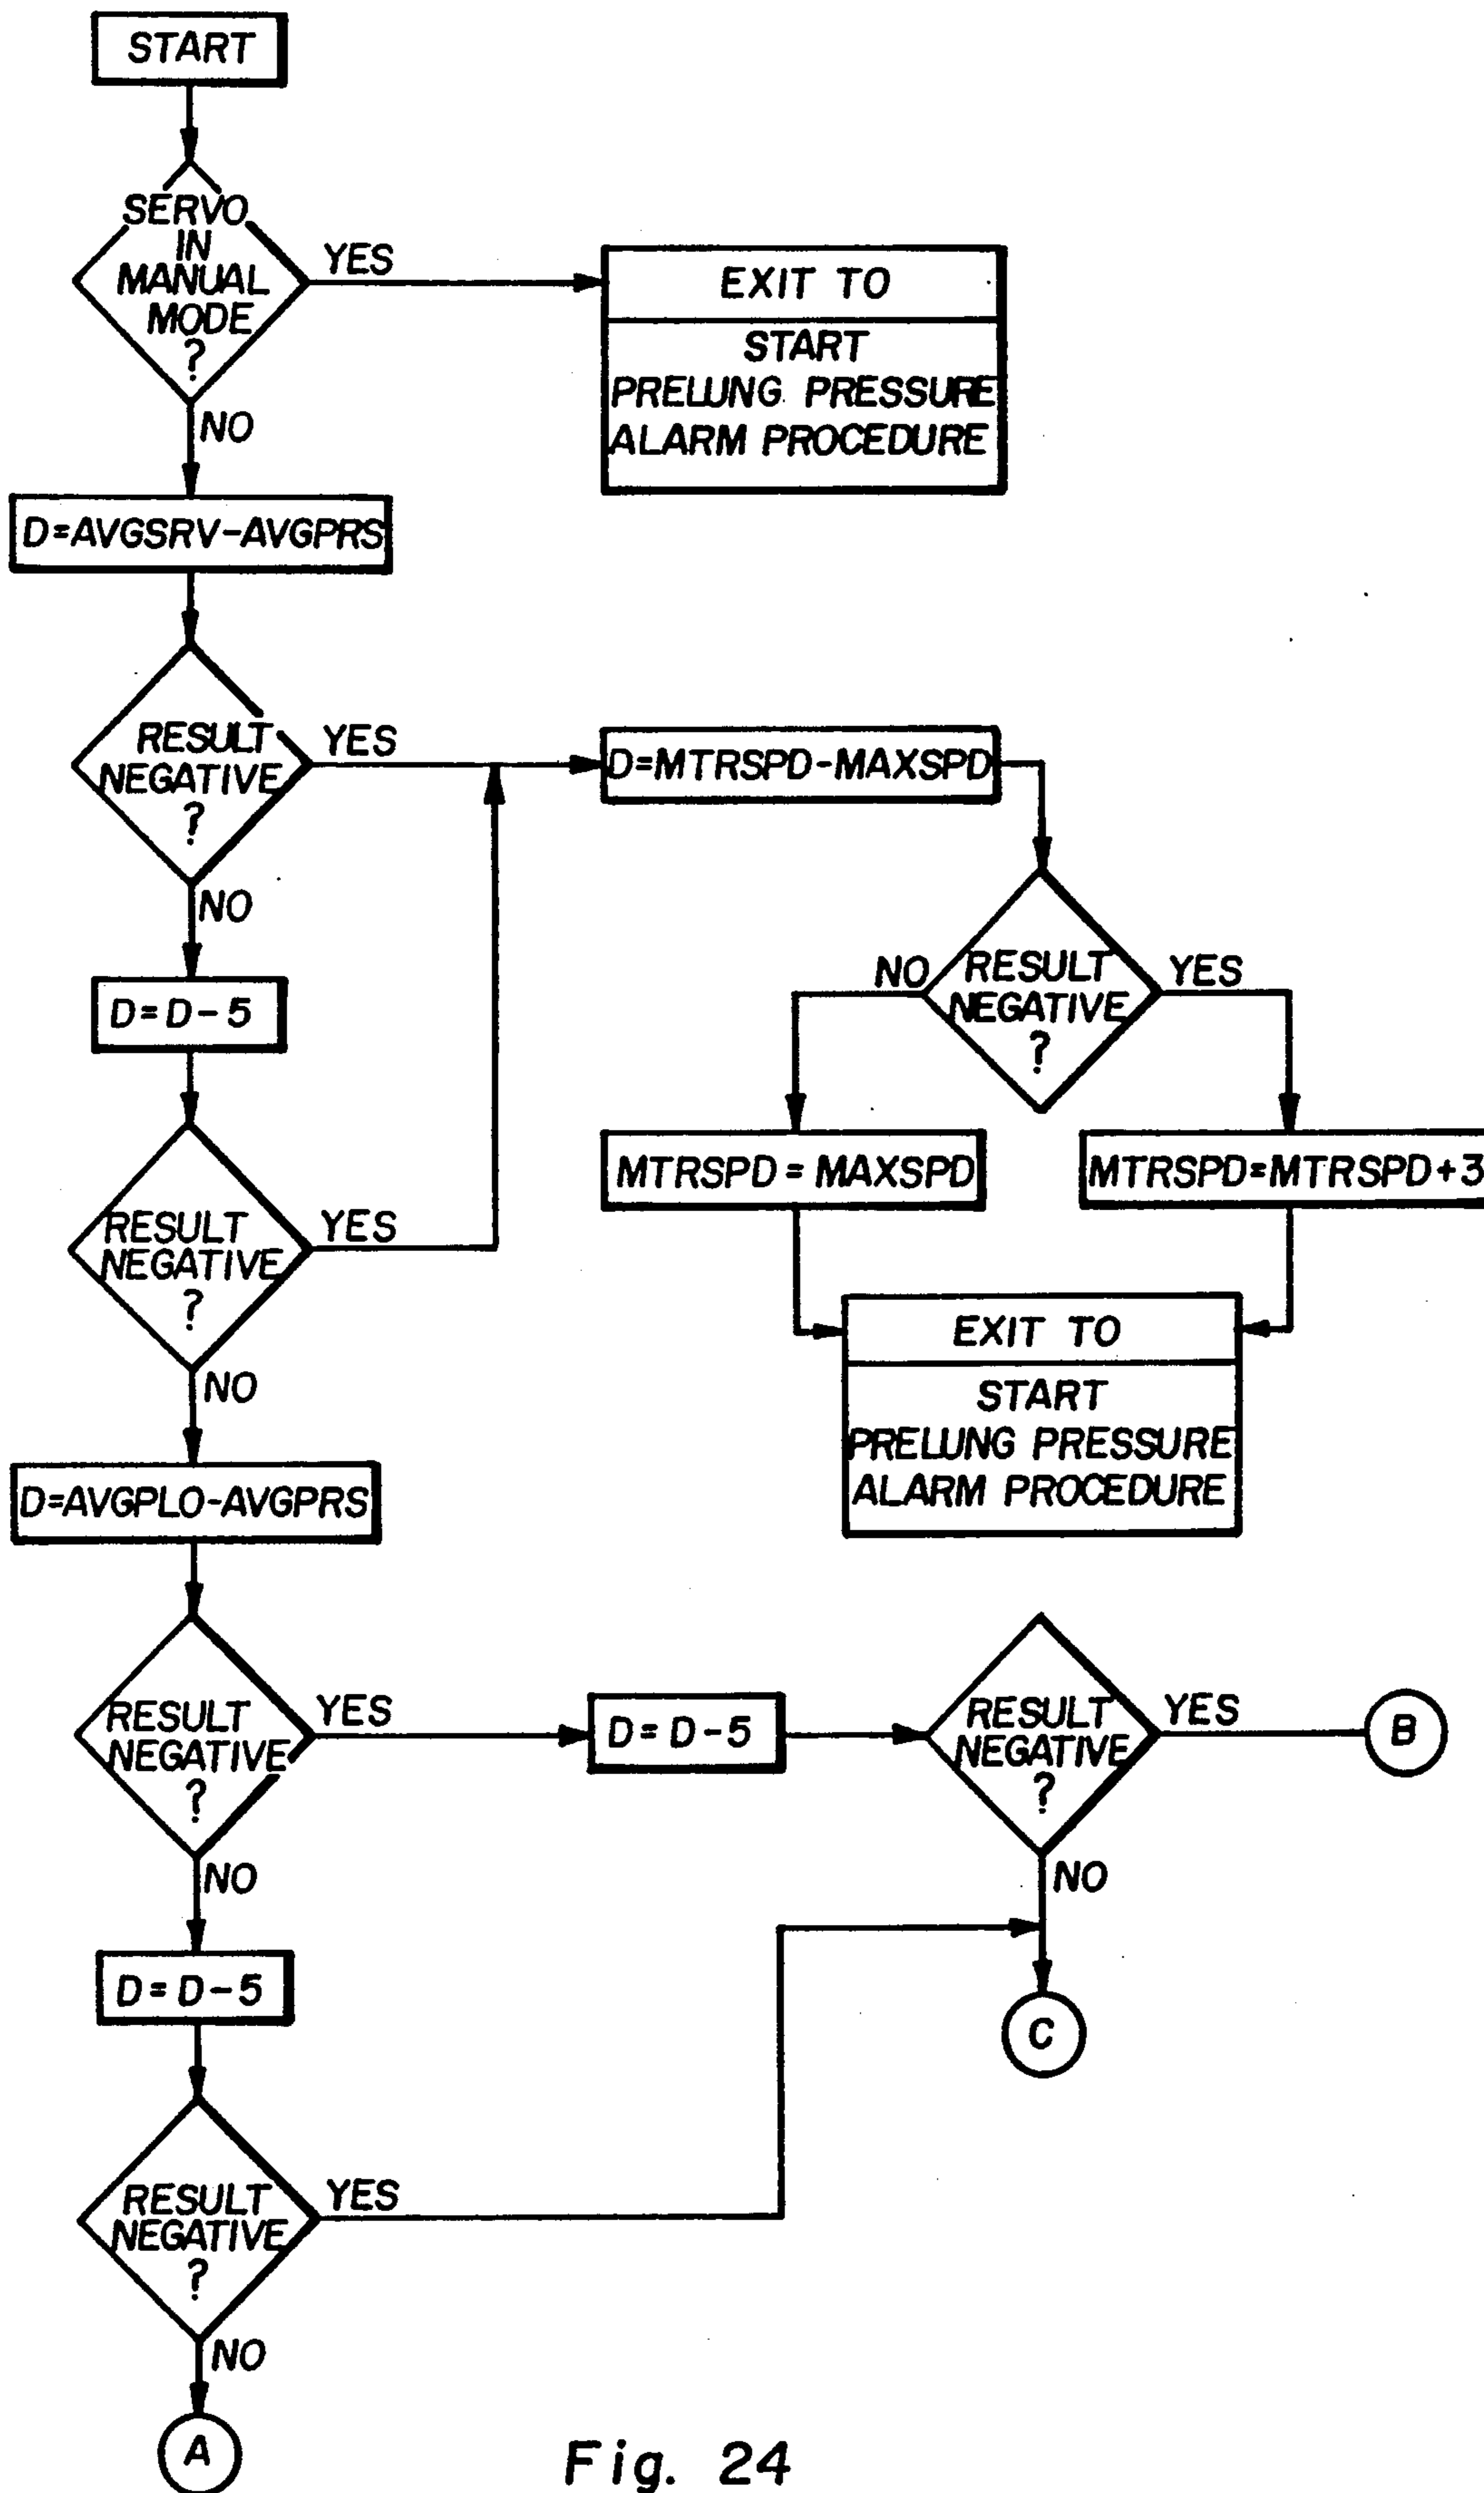 START
SERVO
IN
MANUAL
MODE
?
YES
EXIT TO
START
PRELUNG PRESSURE
ALARM PROCEDURE
NO
D=AVGSRV-AVGPRS
RESULT
NEGATIVE
?
YES
D=MTRSPD-MAXSPD
NO
D=D-5
RESULT
NEGATIVE
?
NO
YES
MTRSPD=MAXSPD
MTRSPD=MTRSPD+3
RESULT
NEGATIVE
?
YES
EXIT TO
START
PRELUNG PRESSURE
ALARM PROCEDURE
NO
D=AVGPLO-AVGPRS
RESULT
NEGATIVE
?
YES
D=D-5
RESULT
NEGATIVE
?
YES
B
NO
C
NO
D=D-5
RESULT
NEGATIVE
?
YES
NO
A
Fig. 24